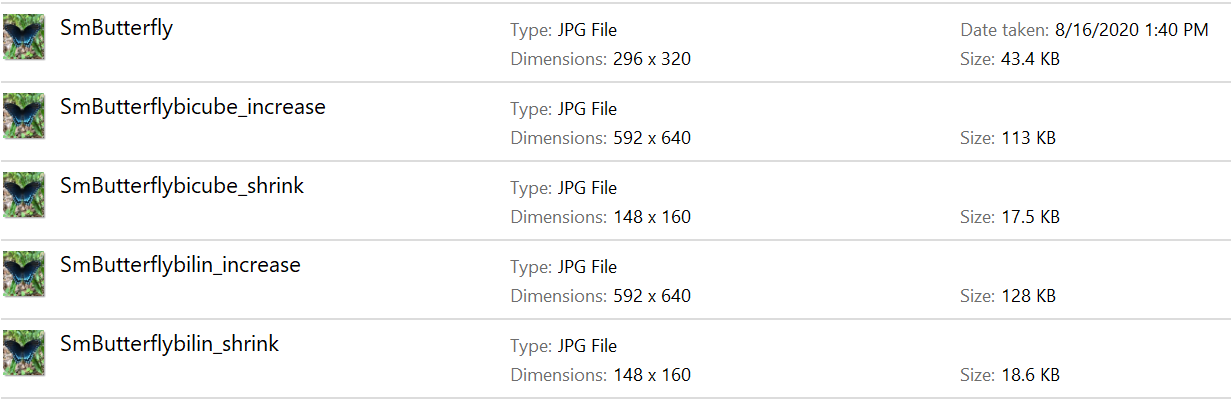 SmButterfly
Type: JPG File
Date taken: 8/16/2020 1:40 PM
Dimensions: 296 x 320
Size: 43.4 KB
SmButterflybicube_increase
Type: JPG File
Dimensions: 592 x 640
Size: 113 KB
SmButterflybicube_shrink
Type: JPG File
Dimensions: 148 x 160
Size: 17.5 KB
SmButterflybilin_increase
Type: JPG File
Dimensions: 592 x 640
Size: 128 KB
SmButterflybilin_shrink
Type: JPG File
Dimensions: 148 x 160
Size: 18.6 KB